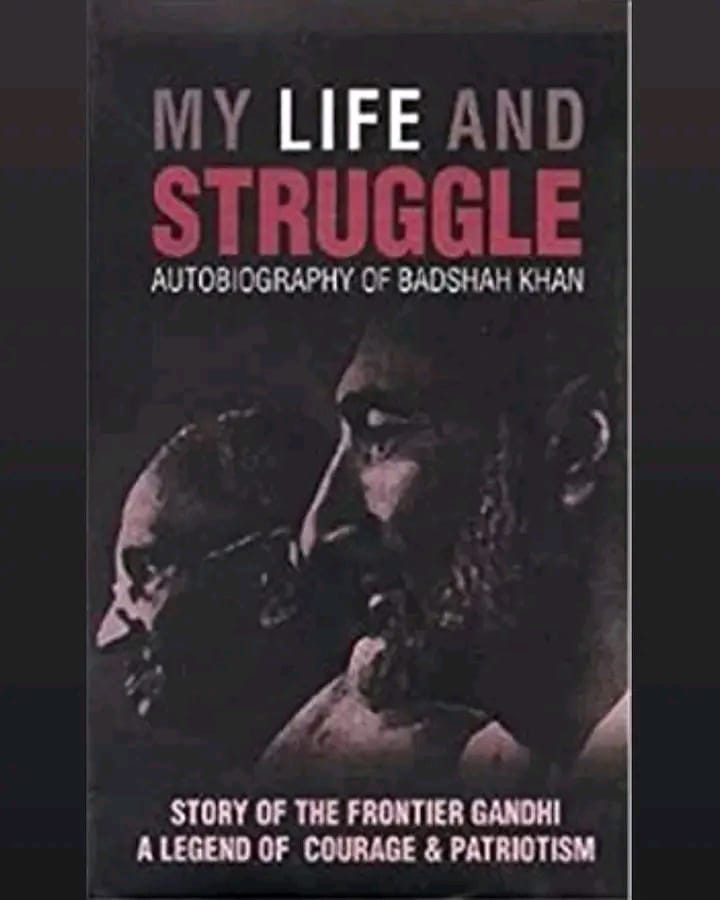 MY LIFE AND
STRUGGLE
AUTOBIOGRAPHY OF BADSHAH KHAN
STORY OF THE FRONTIER GANDHI
A LEGEND OF COURAGE & PATRIOTISM